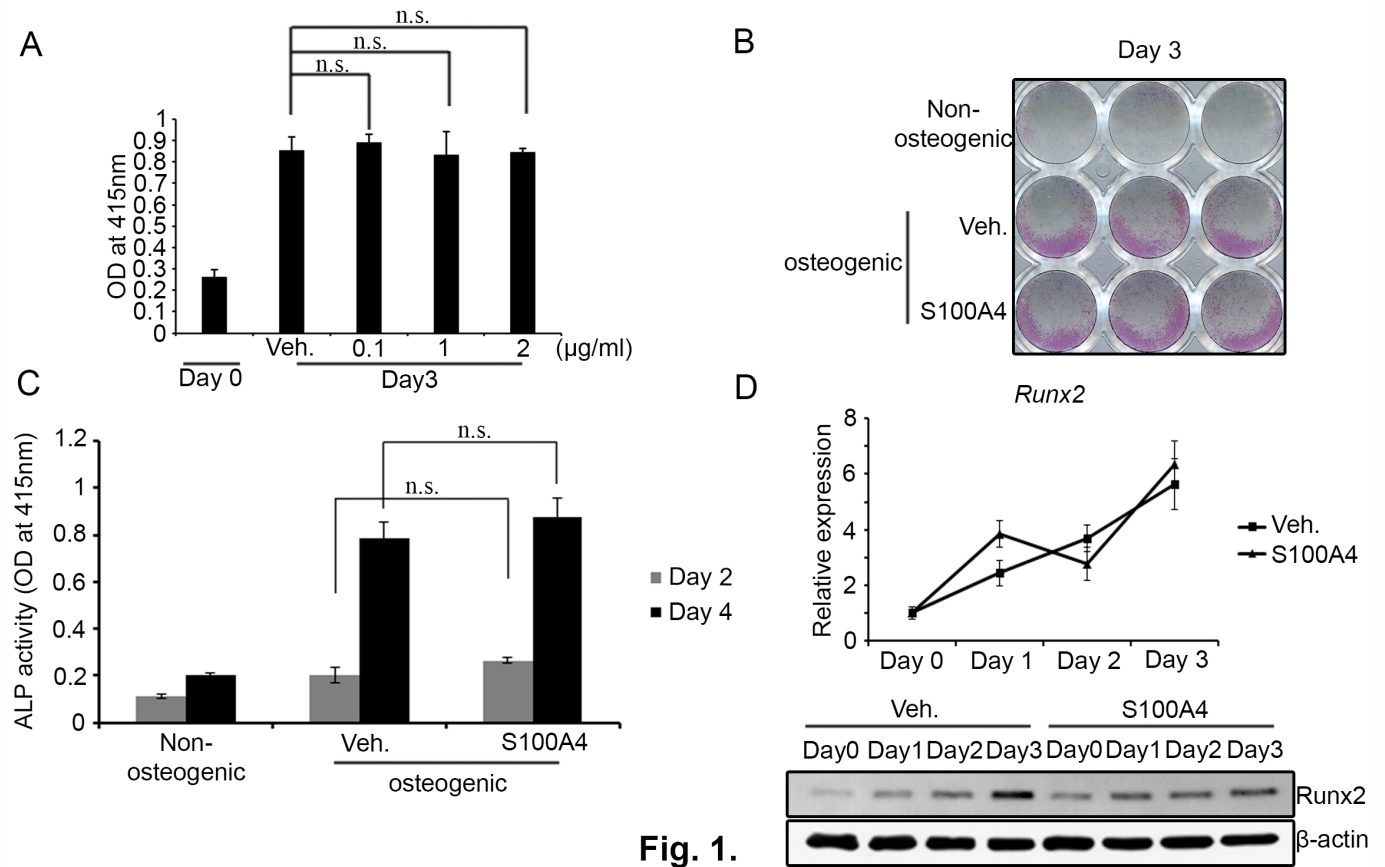 A
n.s.
n.s.
n.s.
OD at 415nm
1
0.9
0.8
0.7
0.6
0.5
0.4
0.3
0.2
0.1
0
Veh. 0.1 1 2 (µg/ml)
Day 0 Day3
B
Day 3
Non-
osteogenic
Veh.
osteogenic
S100A4
C
n.s.
n.s.
ALP activity (OD at 415nm)
1.2
1
0.8
0.6
0.4
0.2
0
Day 2
Day 4
Non-
osteogenic
Veh. S100A4
osteogenic
D
Runx2
Relative expression
8
6
4
2
0
Day 0 Day 1 Day 2 Day 3
Veh.
S100A4
Veh. S100A4
Day0 Day1 Day2 Day3 Day0 Day1 Day2 Day3
Runx2
β-actin
Fig. 1.